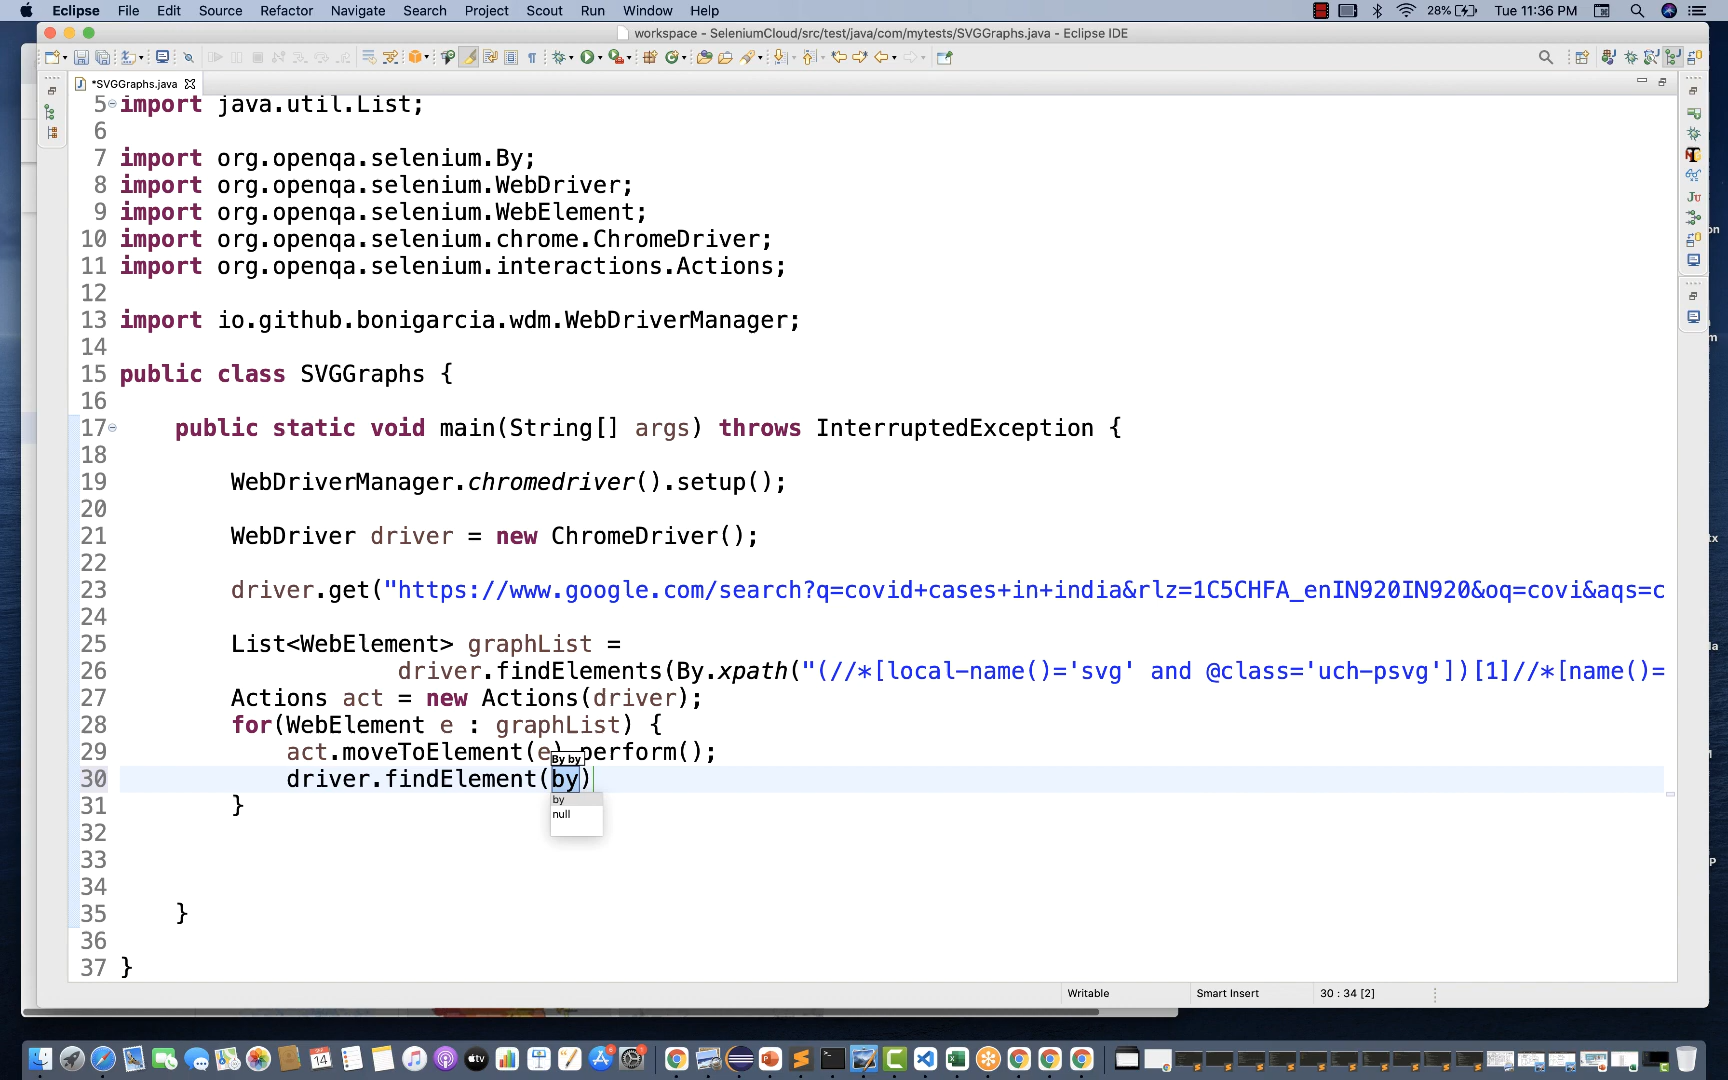 Eclipse File Edit Source Refactor Navigate Search Project Scout Run Window Help 28% Tue 11:36 PM
workspace - SeleniumCloud/src/test/java/com/mytests/SVGGraphs.java - Eclipse IDE
*SVGGraphs.java
5 import java.util.List;
6
7 import org.openqa.selenium.By;
8 import org.openqa.selenium.WebDriver;
9 import org.openqa.selenium.WebElement;
10 import org.openqa.selenium.chrome.ChromeDriver;
11 import org.openqa.selenium.interactions.Actions;
12
13 import io.github.bonigarcia.wdm.WebDriverManager;
14
15 public class SVGGraphs {
16
17 public static void main(String[] args) throws InterruptedException {
18
19 WebDriverManager.chromedriver().setup();
20
21 WebDriver driver = new ChromeDriver();
22
23 driver.get("https://www.google.com/search?q=covid+cases+in+india&rlz=1C5CHFA_enIN920IN920&oq=covi&aqs=c
24
25 List<WebElement> graphList =
26 driver.findElements(By.xpath("(//*[local-name()='svg' and @class='uch-psvg'])[1]//*[name()=
27 Actions act = new Actions(driver);
28 for(WebElement e : graphList) {
29 act.moveToElement(e).perform();
By by
30 driver.findElement(by)
by
31 }
null
32
33
34
35 }
36
37 }
Writable Smart Insert 30 : 34 [2]